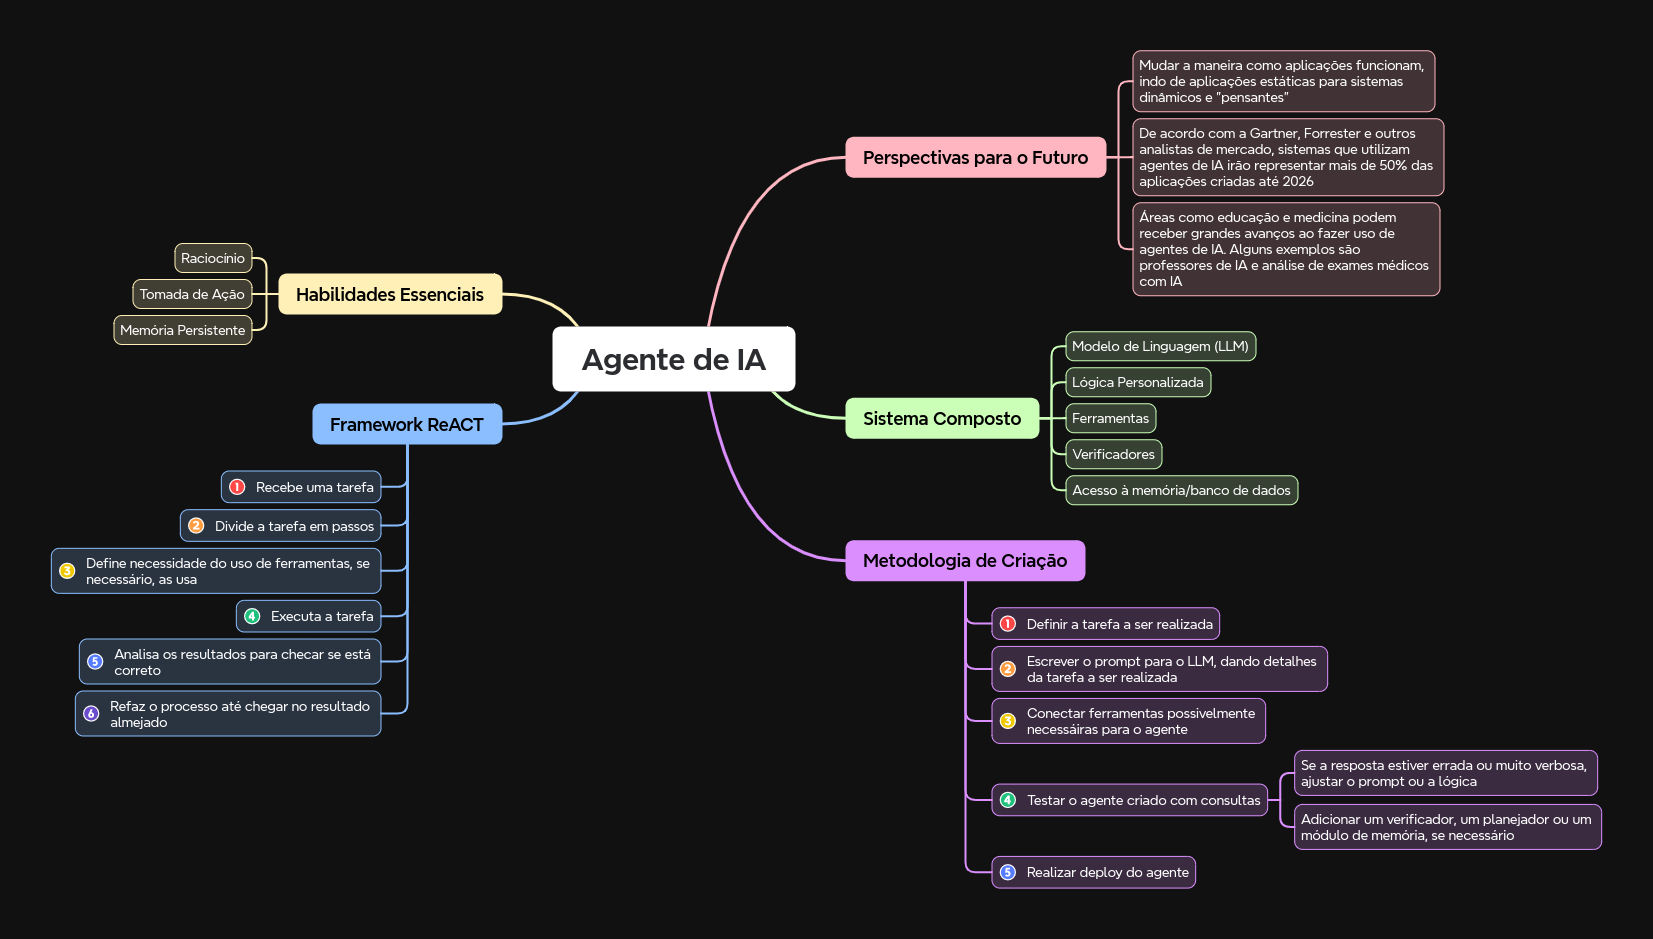 Agente de IA
Perspectivas para o Futuro
Mudar a maneira como aplicações funcionam,
indo de aplicações estáticas para sistemas
dinâmicos e "pensantes"
De acordo com a Gartner, Forrester e outros
analistas de mercado, sistemas que utilizam
agentes de IA irão representar mais de 50% das
aplicações criadas até 2026
Áreas como educação e medicina podem
receber grandes avanços ao fazer uso de
agentes de IA. Alguns exemplos são
professores de IA e análise de exames médicos
com IA
Sistema Composto
Modelo de Linguagem (LLM)
Lógica Personalizada
Ferramentas
Verificadores
Acesso à memória/banco de dados
Metodologia de Criação
1 Definir a tarefa a ser realizada
2 Escrever o prompt para o LLM, dando detalhes
da tarefa a ser realizada
3 Conectar ferramentas possivelmente
necessáiras para o agente
4 Testar o agente criado com consultas
Se a resposta estiver errada ou muito verbosa,
ajustar o prompt ou a lógica
Adicionar um verificador, um planejador ou um
módulo de memória, se necessário
5 Realizar deploy do agente
Habilidades Essenciais
Raciocínio
Tomada de Ação
Memória Persistente
Framework ReACT
1 Recebe uma tarefa
2 Divide a tarefa em passos
3 Define necessidade do uso de ferramentas, se
necessário, as usa
4 Executa a tarefa
5 Analisa os resultados para checar se está
correto
6 Refaz o processo até chegar no resultado
almejado